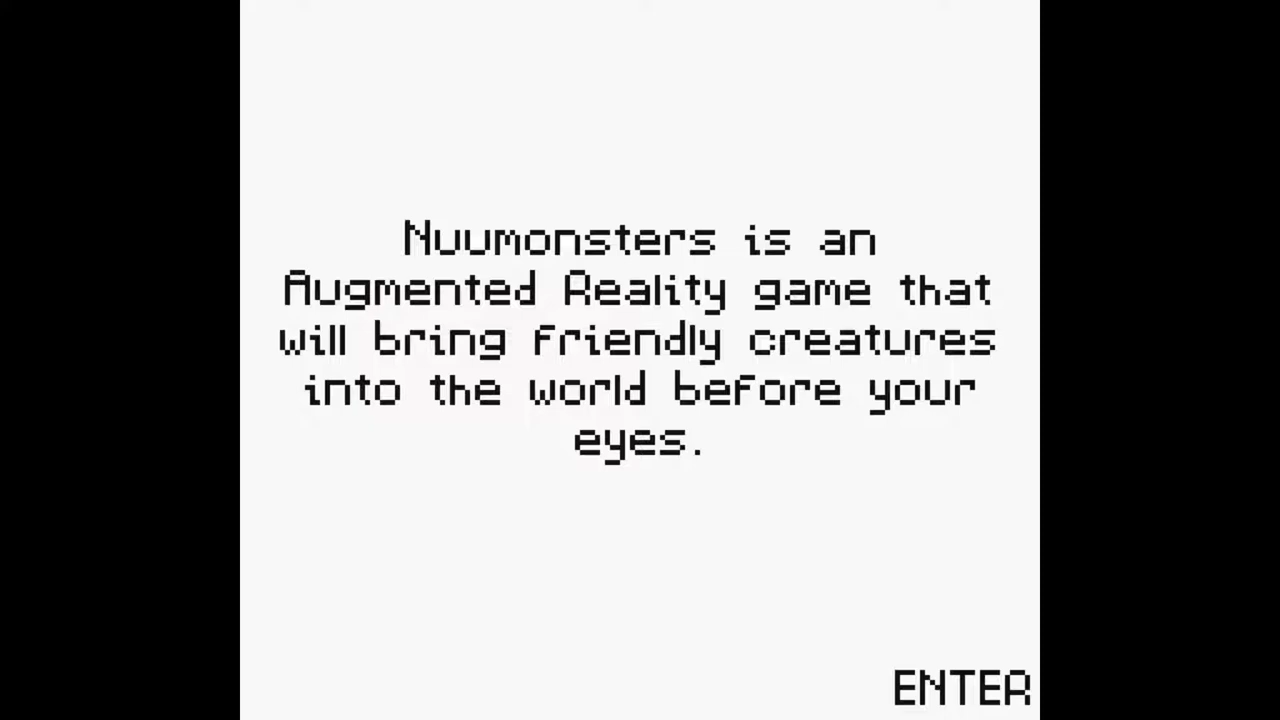 Nuumonsters is an
Augmented Reality game that
will bring friendly creatures
into the world before your
eyes.
ENTER